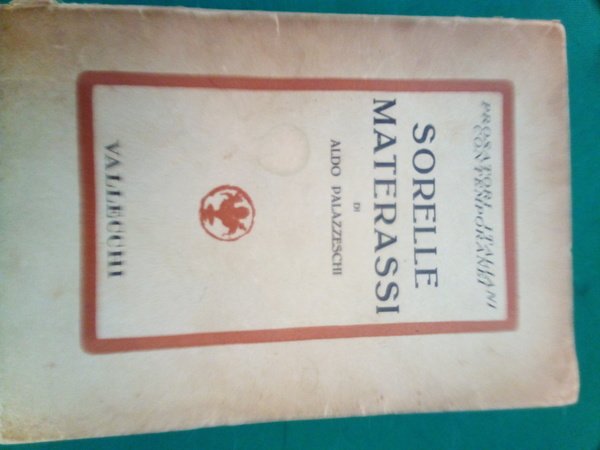 PROSATORI ITALIANI
CONTEMPORANEI
SORELLE
MATERASSI
DI
ALDO PALAZZESCHI
VALLECCHI